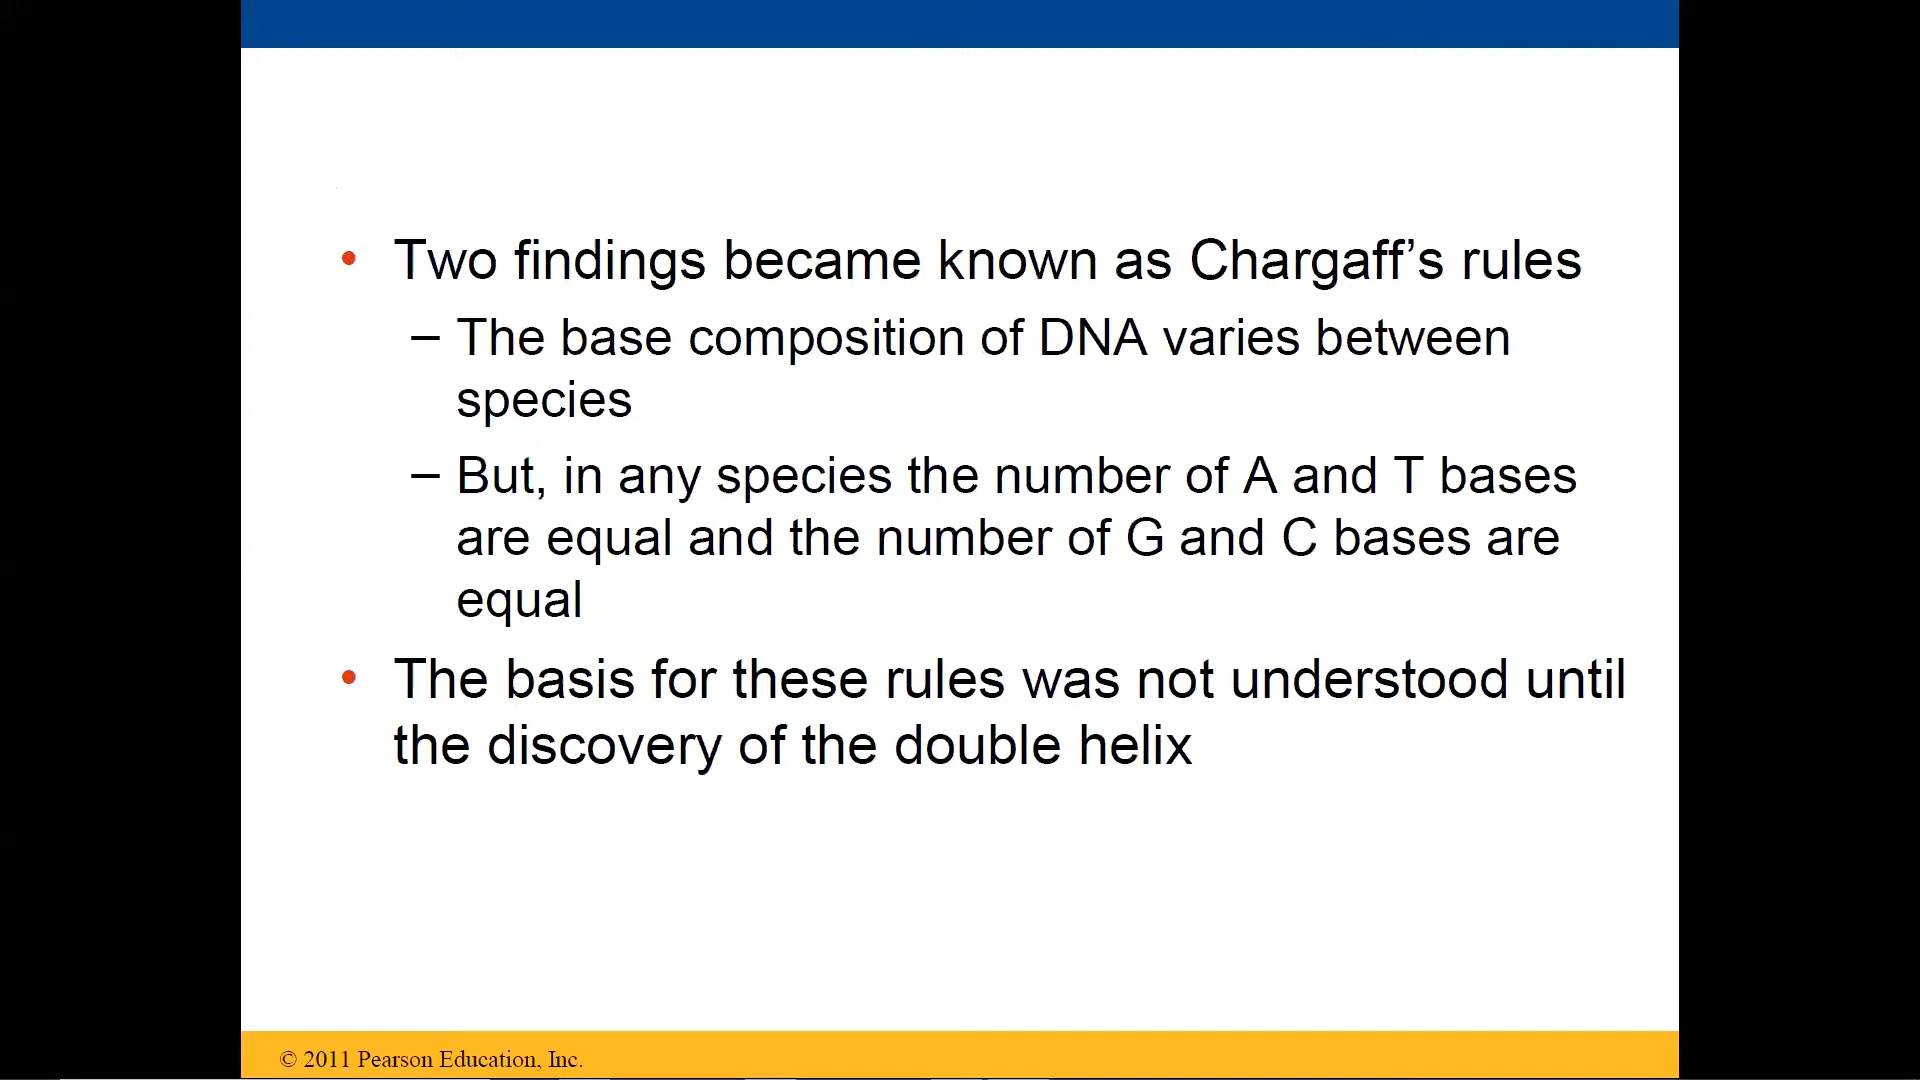 • Two findings became known as Chargaff’s rules
– The base composition of DNA varies between
species
– But, in any species the number of A and T bases
are equal and the number of G and C bases are
equal
• The basis for these rules was not understood until
the discovery of the double helix
© 2011 Pearson Education, Inc.